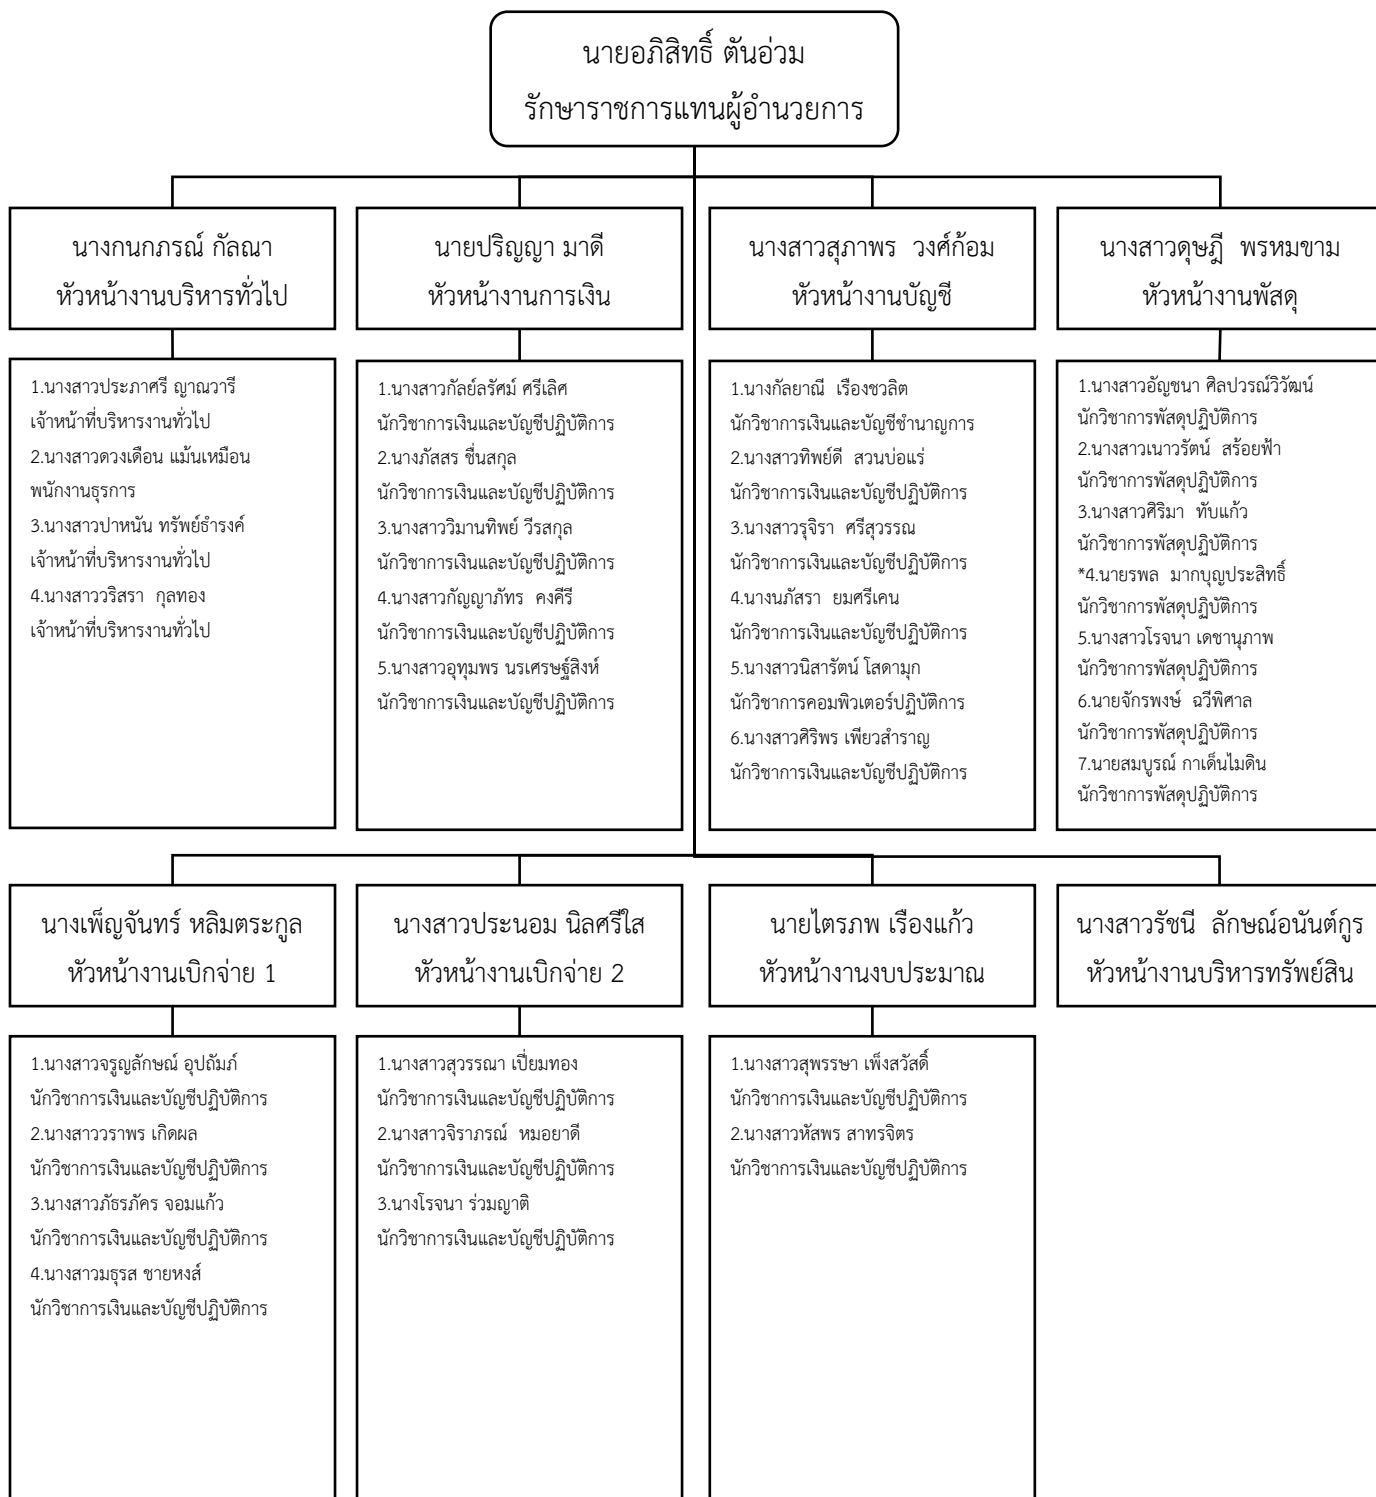 นายอภิสิทธิ์ ตันอ่วม
รักษาราชการแทนผู้อำนวยการ
นางกนกภรณ์ กัลณา
หัวหน้างานบริหารทั่วไป
1.นางสาวประภาศรี ญาณวารี
เจ้าหน้าที่บริหารงานทั่วไป
2.นางสาวดวงเดือน แม้นเหมือน
พนักงานธุรการ
3.นางสาวปาหนัน ทรัพย์ธำรงค์
เจ้าหน้าที่บริหารงานทั่วไป
4.นางสาววริสรา กุลทอง
เจ้าหน้าที่บริหารงานทั่วไป
นายปริญญา มาดี
หัวหน้างานการเงิน
1.นางสาวกัลย์ลรัศม์ ศรีเลิศ
นักวิชาการเงินและบัญชีปฏิบัติการ
2.นางภัสสร ชื่นสกุล
นักวิชาการเงินและบัญชีปฏิบัติการ
3.นางสาววิมานทิพย์ วีรสกุล
นักวิชาการเงินและบัญชีปฏิบัติการ
4.นางสาวกัญญาภัทร คงคีรี
นักวิชาการเงินและบัญชีปฏิบัติการ
5.นางสาวอุทุมพร นรเศรษฐ์สิงห์
นักวิชาการเงินและบัญชีปฏิบัติการ
นางสาวสุภาพร วงศ์ก้อม
หัวหน้างานบัญชี
1.นางกัลยาณี เรืองชวลิต
นักวิชาการเงินและบัญชีชำนาญการ
2.นางสาวทิพย์ดี สวนบ่อแร่
นักวิชาการเงินและบัญชีปฏิบัติการ
3.นางสาวรุจิรา ศรีสุวรรณ
นักวิชาการเงินและบัญชีปฏิบัติการ
4.นางนภัสรา ยมศรีเคน
นักวิชาการเงินและบัญชีปฏิบัติการ
5.นางสาวนิสารัตน์ โสดามุก
นักวิชาการคอมพิวเตอร์ปฏิบัติการ
6.นางสาวศิริพร เพียวสำราญ
นักวิชาการเงินและบัญชีปฏิบัติการ
นางสาวดุษฎี พรหมขาม
หัวหน้างานพัสดุ
1.นางสาวอัญชนา ศิลปวรณ์วิวัฒน์
นักวิชาการพัสดุปฏิบัติการ
2.นางสาวเนาวรัตน์ สร้อยฟ้า
นักวิชาการพัสดุปฏิบัติการ
3.นางสาวศิริมา ทับแก้ว
นักวิชาการพัสดุปฏิบัติการ
*4.นายรพล มากบุญประสิทธิ์
นักวิชาการพัสดุปฏิบัติการ
5.นางสาวโรจนา เดชานุภาพ
นักวิชาการพัสดุปฏิบัติการ
6.นายจักรพงษ์ ฉวีพิศาล
นักวิชาการพัสดุปฏิบัติการ
7.นายสมบูรณ์ กาเด็นไมดิน
นักวิชาการพัสดุปฏิบัติการ
นางเพ็ญจันทร์ หลิมตระกูล
หัวหน้างานเบิกจ่าย 1
1.นางสาวจรูญลักษณ์ อุปถัมภ์
นักวิชาการเงินและบัญชีปฏิบัติการ
2.นางสาววราพร เกิดผล
นักวิชาการเงินและบัญชีปฏิบัติการ
3.นางสาวภัธรภัคร จอมแก้ว
นักวิชาการเงินและบัญชีปฏิบัติการ
4.นางสาวมธุรส ชายหงส์
นักวิชาการเงินและบัญชีปฏิบัติการ
นางสาวประนอม นิลศรีใส
หัวหน้างานเบิกจ่าย 2
1.นางสาวสุวรรณา เปี่ยมทอง
นักวิชาการเงินและบัญชีปฏิบัติการ
2.นางสาวจิราภรณ์ หมอยาดี
นักวิชาการเงินและบัญชีปฏิบัติการ
3.นางโรจนา ร่วมญาติ
นักวิชาการเงินและบัญชีปฏิบัติการ
นายไตรภพ เรืองแก้ว
หัวหน้างานงบประมาณ
1.นางสาวสุพรรษา เพ็งสวัสดิ์
นักวิชาการเงินและบัญชีปฏิบัติการ
2.นางสาวหัสพร สาทรจิตร
นักวิชาการเงินและบัญชีปฏิบัติการ
นางสาวรัชนี ลักษณ์อนันต์กูร
หัวหน้างานบริหารทรัพย์สิน